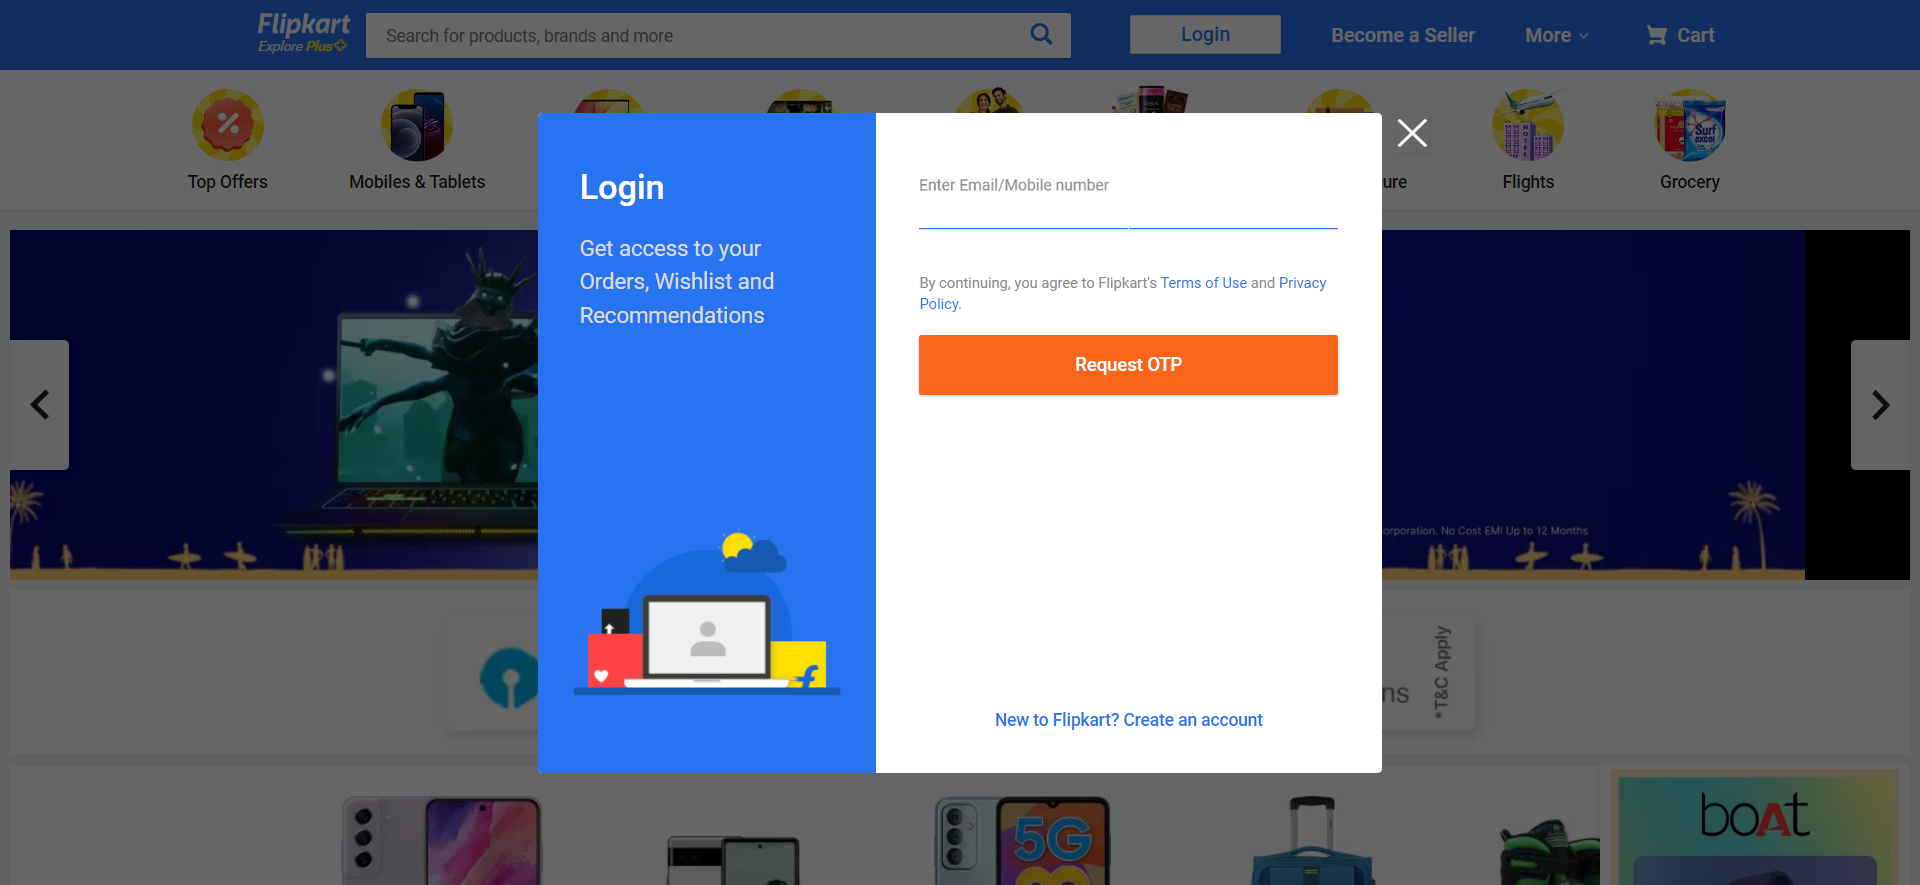 Flipkart
Explore Plus
Search for products, brands and more
Login
Become a Seller
More
Cart
Top Offers
Mobiles & Tablets
ure
Flights
HOTEL
Surf
excel
Grocery
Login
Get access to your
Orders, Wishlist and
Recommendations
Enter Email/Mobile number
By continuing, you agree to Flipkart's Terms of Use and Privacy
Policy.
Request OTP
New to Flipkart? Create an account
orporation. No Cost EMI Up to 12 Months
ns
*T&C Apply
5G
boAt